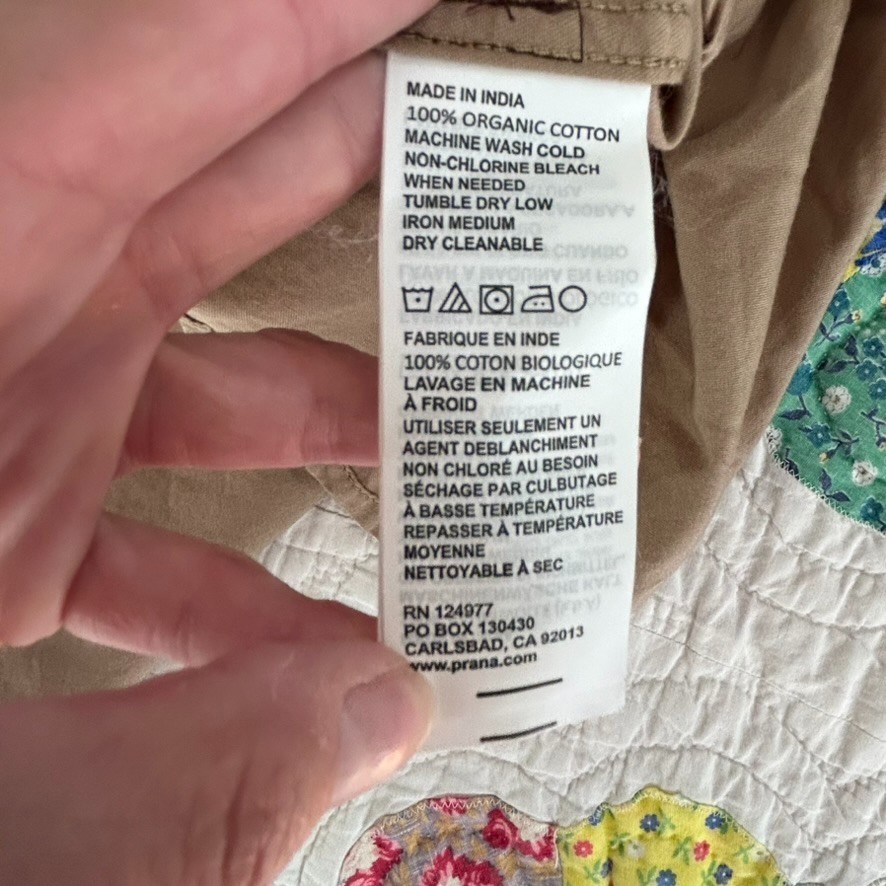 MADE IN INDIA
100% ORGANIC COTTON
MACHINE WASH COLD
NON-CHLORINE BLEACH
WHEN NEEDED
TUMBLE DRY LOW
IRON MEDIUM
DRY CLEANABLE
FABRIQUE EN INDE
100% COTON BIOLOGIQUE
LAVAGE EN MACHINE
À FROID
UTILISER SEULEMENT UN
AGENT DEBLANCHIMENT
NON CHLORÉ AU BESOIN
SÉCHAGE PAR CULBUTAGE
À BASSE TEMPÉRATURE
REPASSER À TEMPÉRATURE
MOYENNE
NETTOYABLE À SEC
RN 124977
PO BOX 130430
CARLSBAD, CA 92013
www.prana.com